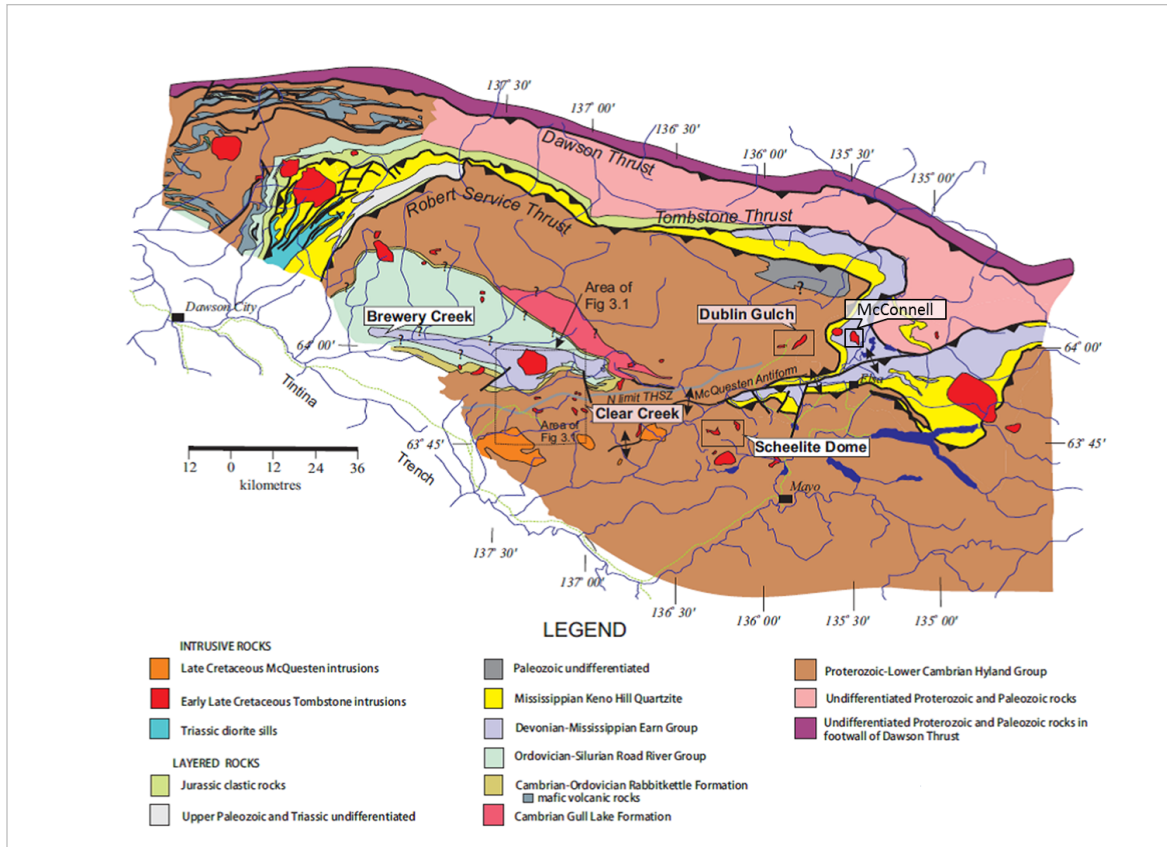 137° 30'
137° 00'
136° 30'
136° 00'
135° 30'
135° 00'
Dawson Thrust
Tombstone Thrust
Robert Service Thrust
?
?
?
Area of
Fig 3.1
?
?
Dawson City
Brewery Creek
Dublin Gulch
McConnell
?
?
?
?
64° 00'
64° 00'
Elsa
McQuesten Antiform
N limit THSZ
Tintina
Trench
Clear Creek
Area of
Fig 3.1
63° 45'
63° 45'
Scheelite Dome
Mayo
12 0 12 24 36
kilometres
137° 30'
137° 00'
136° 30'
136° 00'
135° 30'
135° 00'
LEGEND
INTRUSIVE ROCKS
Late Cretaceous McQuesten intrusions
Early Late Cretaceous Tombstone intrusions
Triassic diorite sills
LAYERED ROCKS
Jurassic clastic rocks
Upper Paleozoic and Triassic undifferentiated
Paleozoic undifferentiated
Mississippian Keno Hill Quartzite
Devonian-Mississippian Earn Group
Ordovician-Silurian Road River Group
Cambrian-Ordovician Rabbitkettle Formation
mafic volcanic rocks
Cambrian Gull Lake Formation
Proterozoic-Lower Cambrian Hyland Group
Undifferentiated Proterozoic and Paleozoic rocks
Undifferentiated Proterozoic and Paleozoic rocks in
footwall of Dawson Thrust